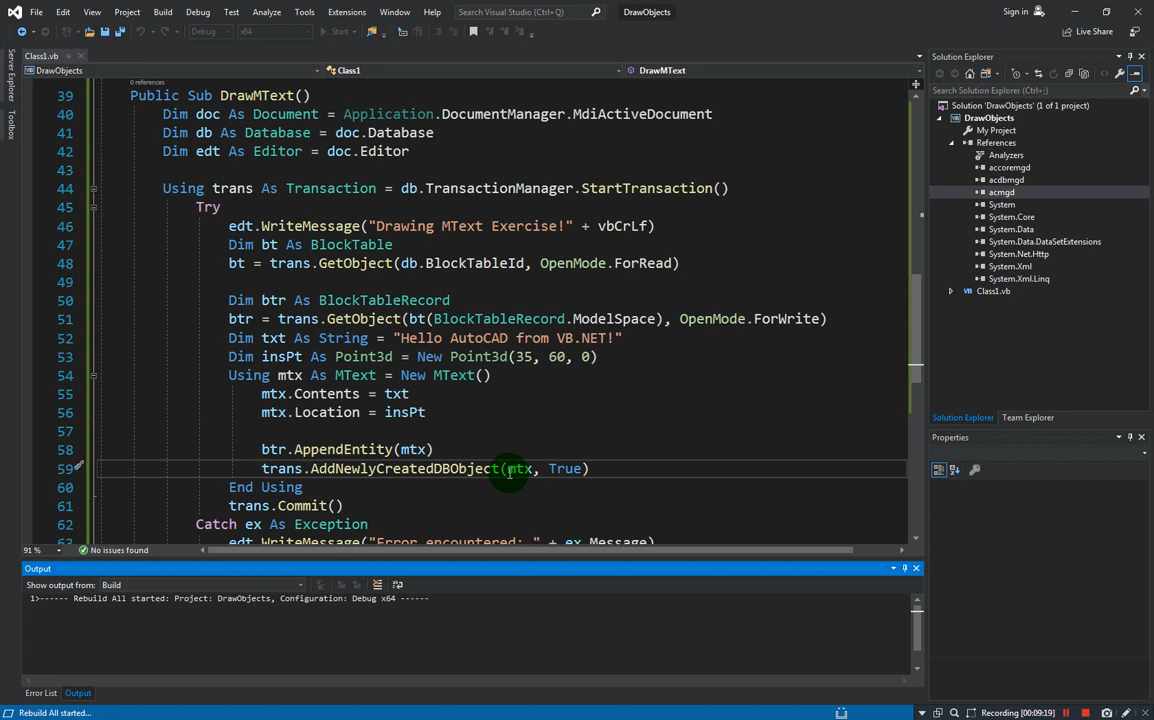 File Edit View Project Build Debug Test Analyze Tools Extensions Window Help Search Visual Studio (Ctrl+Q) DrawObjects Sign in
Debug x64 Start Live Share
Server Explorer
Toolbox
Class1.vb
DrawObjects Class1 DrawMText
0 references
39 Public Sub DrawMText()
40 Dim doc As Document = Application.DocumentManager.MdiActiveDocument
41 Dim db As Database = doc.Database
42 Dim edt As Editor = doc.Editor
43
44 Using trans As Transaction = db.TransactionManager.StartTransaction()
45 Try
46 edt.WriteMessage("Drawing MText Exercise!" + vbCrLf)
47 Dim bt As BlockTable
48 bt = trans.GetObject(db.BlockTableId, OpenMode.ForRead)
49
50 Dim btr As BlockTableRecord
51 btr = trans.GetObject(bt(BlockTableRecord.ModelSpace), OpenMode.ForWrite)
52 Dim txt As String = "Hello AutoCAD from VB.NET!"
53 Dim insPt As Point3d = New Point3d(35, 60, 0)
54 Using mtx As MText = New MText()
55 mtx.Contents = txt
56 mtx.Location = insPt
57
58 btr.AppendEntity(mtx)
59 trans.AddNewlyCreatedDBObject(mtx, True)
60 End Using
61 trans.Commit()
62 Catch ex As Exception
63 edt.WriteMessage("Error encountered: " + ex.Message)
91 % No issues found
Output
Show output from: Build
1>------ Rebuild All started: Project: DrawObjects, Configuration: Debug x64 ------
Error List Output
Solution Explorer
Search Solution Explorer (Ctrl+;)
Solution 'DrawObjects' (1 of 1 project)
DrawObjects
My Project
References
Analyzers
accoremgd
acdbmgd
acmgd
System
System.Core
System.Data
System.Data.DataSetExtensions
System.Net.Http
System.Xml
System.Xml.Linq
Class1.vb
Solution Explorer Team Explorer
Properties
Rebuild All started... Recording [00:09:19]